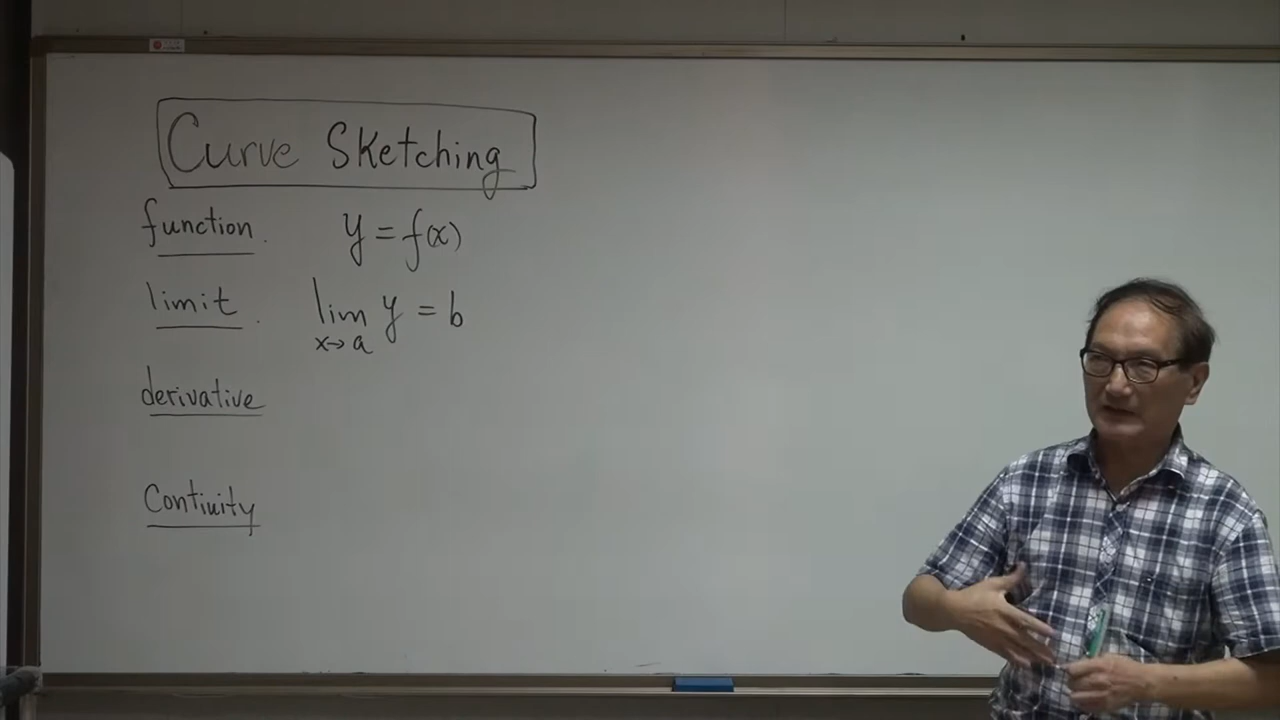 Curve Sketching
function. y = f(x)
limit. lim y = b
x→a
derivative
Continuity